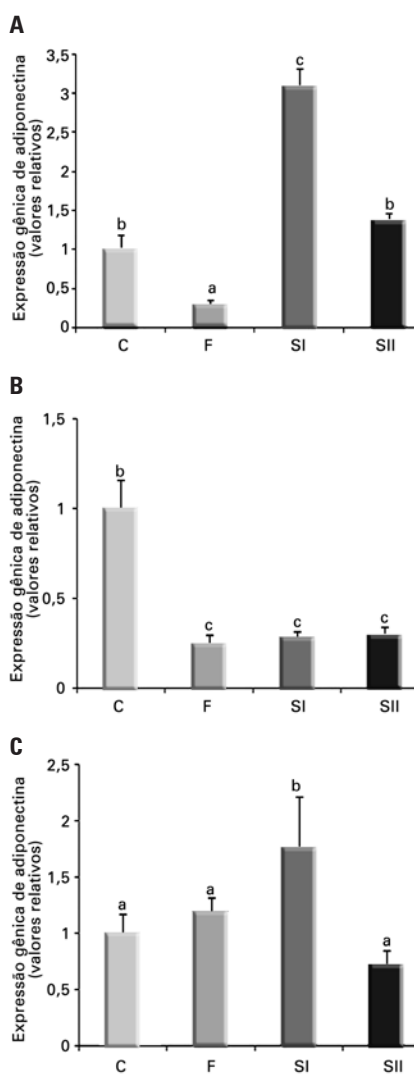 A
Expressão gênica de adiponectina
(valores relativos)
3,5
3
2,5
2
1,5
1
0,5
0
b
a
c
b
C F SI SII
B
Expressão gênica de adiponectina
(valores relativos)
1,5
1
0,5
0
b
c
c
c
C F SI SII
C
Expressão gênica de adiponectina
(valores relativos)
2,5
2
1,5
1
0,5
0
a
a
b
a
C F SI SII